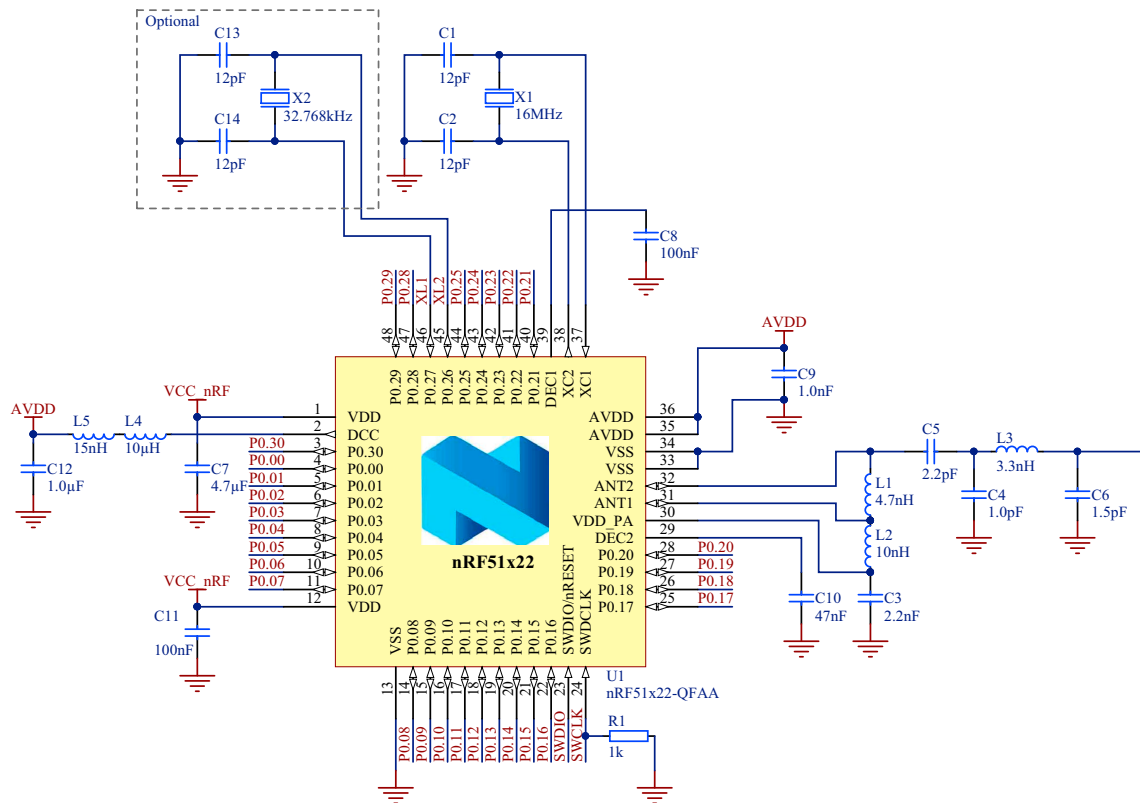 Optional
C13
12pF
X2
32.768kHz
C14
12pF
C1
12pF
X1
16MHz
C2
12pF
C8
100nF
P0.29
P0.28
XL1
XL2
P0.25
P0.24
P0.23
P0.22
P0.21
48
47
46
45
44
43
42
41
40
39
38
37
P0.29
P0.28
P0.27
P0.26
P0.25
P0.24
P0.23
P0.22
P0.21
DEC1
XC2
XC1
AVDD
C9
1.0nF
AVDD
L5
15nH
L4
10µH
C12
1.0µF
VCC_nRF
C7
4.7µF
1 VDD
2 DCC
P0.30 3 P0.30
P0.00 4 P0.00
P0.01 5 P0.01
P0.02 6 P0.02
P0.03 7 P0.03
P0.04 8 P0.04
P0.05 9 P0.05
P0.06 10 P0.06
P0.07 11 P0.07
12 VDD
VCC_nRF
C11
100nF
nRF51x22
AVDD 36
AVDD 35
VSS 34
VSS 33
ANT2 32
ANT1 31
VDD_PA 30
DEC2 29
P0.20 28 P0.20
P0.19 27 P0.19
P0.18 26 P0.18
P0.17 25 P0.17
C5
2.2pF
L3
3.3nH
L1
4.7nH
L2
10nH
C4
1.0pF
C6
1.5pF
C10
47nF
C3
2.2nF
VSS
P0.08
P0.09
P0.10
P0.11
P0.12
P0.13
P0.14
P0.15
P0.16
SWDIO/nRESET
SWDCLK
13
14
15
16
17
18
19
20
21
22
23
24
P0.08
P0.09
P0.10
P0.11
P0.12
P0.13
P0.14
P0.15
P0.16
SWDIO
SWCLK
U1
nRF51x22-QFAA
R1
1k